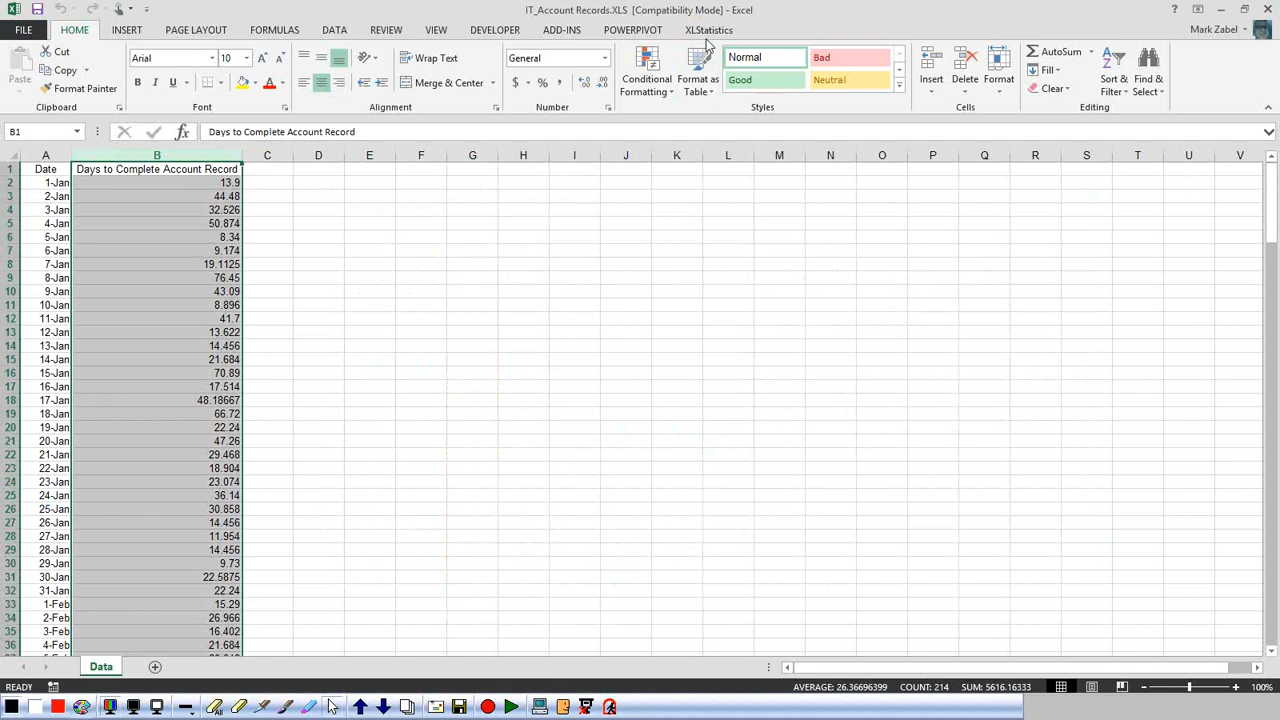 IT_Account Records.XLS [Compatibility Mode] - Excel
FILE HOME INSERT PAGE LAYOUT FORMULAS DATA REVIEW VIEW DEVELOPER ADD-INS POWERPIVOT XLStatistics Mark Zabel
Paste Cut Copy Format Painter
Clipboard
Arial 10
Font
Wrap Text
Merge & Center
Alignment
General
Number
Conditional Formatting Format as Table
Normal Bad
Good Neutral
Styles
Insert Delete Format
Cells
AutoSum
Fill
Clear
Sort & Filter Find & Select
Editing
B1 fx Days to Complete Account Record
A B C D E F G H I J K L M N O P Q R S T U V
1 Date Days to Complete Account Record
2 1-Jan 13.9
3 2-Jan 44.48
4 3-Jan 32.526
5 4-Jan 50.874
6 5-Jan 8.34
7 6-Jan 9.174
8 7-Jan 19.1125
9 8-Jan 76.45
10 9-Jan 43.09
11 10-Jan 8.896
12 11-Jan 41.7
13 12-Jan 13.622
14 13-Jan 14.456
15 14-Jan 21.684
16 15-Jan 70.89
17 16-Jan 17.514
18 17-Jan 48.18667
19 18-Jan 66.72
20 19-Jan 22.24
21 20-Jan 47.26
22 21-Jan 29.468
23 22-Jan 18.904
24 23-Jan 23.074
25 24-Jan 36.14
26 25-Jan 30.858
27 26-Jan 14.456
28 27-Jan 11.954
29 28-Jan 14.456
30 29-Jan 9.73
31 30-Jan 22.5875
32 31-Jan 22.24
33 1-Feb 15.29
34 2-Feb 26.966
35 3-Feb 16.402
36 4-Feb 21.684
Data
READY AVERAGE: 26.36696399 COUNT: 214 SUM: 5616.16333 100%